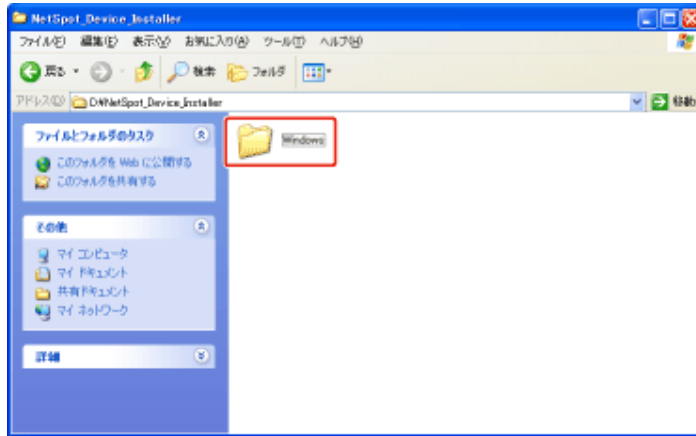 NetSpot_Device_Installer
ファイル(F) 編集(E) 表示(V) お気に入り(A) ツール(T) ヘルプ(H)
戻る 検索 フォルダ
アドレス(D) D:¥NetSpot_Device_Installer 移動
ファイルとフォルダのタスク
このフォルダを Web に公開する
このフォルダを共有する
その他
マイ コンピュータ
マイ ドキュメント
共有ドキュメント
マイ ネットワーク
詳細
Windows